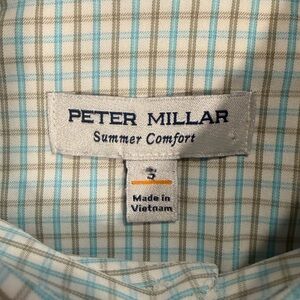 PETER MILLAR
Summer Comfort
S
Made in
Vietnam